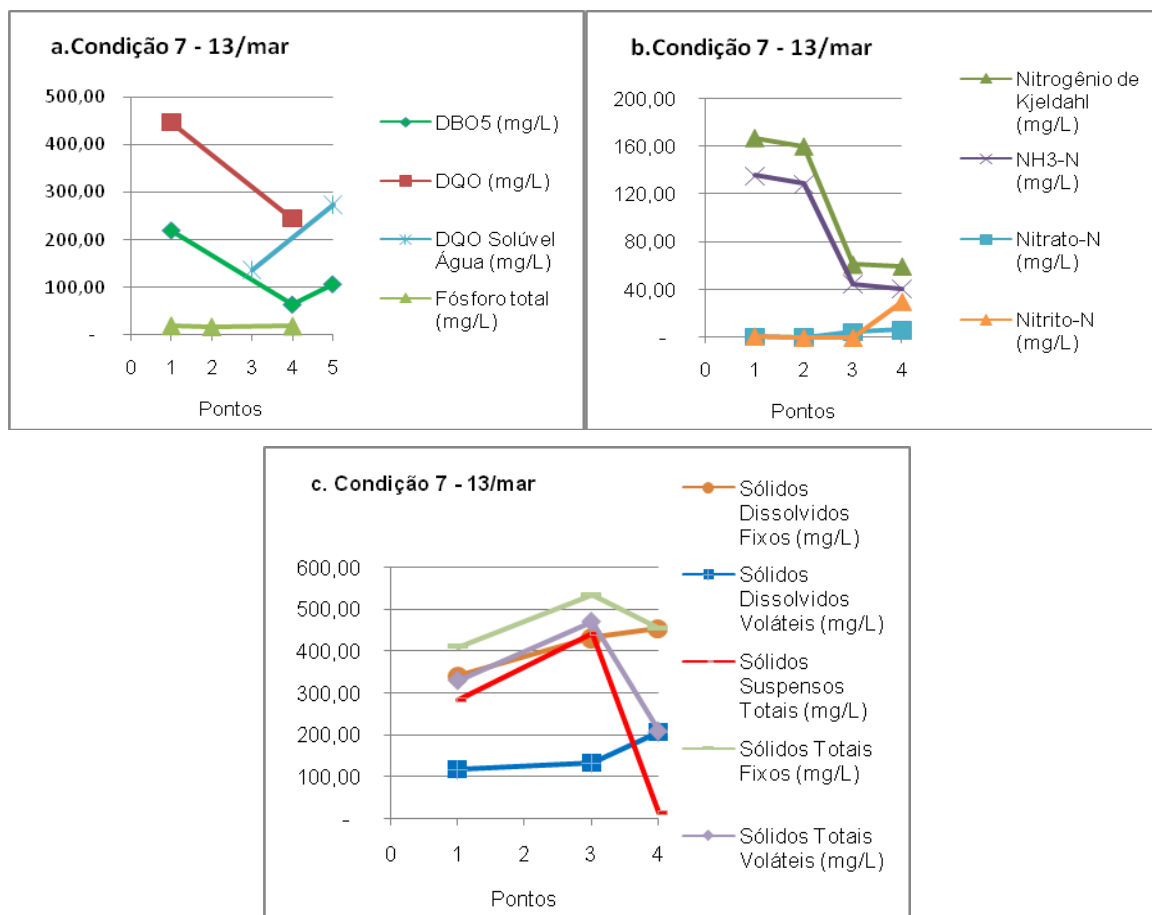 a.Condição 7 - 13/mar
500,00
400,00
300,00
200,00
100,00
-
0 1 2 3 4 5
Pontos
DBO5 (mg/L)
DQO (mg/L)
DQO Solúvel
Água (mg/L)
Fósforo total
(mg/L)
b.Condição 7 - 13/mar
200,00
160,00
120,00
80,00
40,00
-
0 1 2 3 4
Pontos
Nitrogênio de
Kjeldahl
(mg/L)
NH3-N
(mg/L)
Nitrato-N
(mg/L)
Nitrito-N
(mg/L)
c. Condição 7 - 13/mar
600,00
500,00
400,00
300,00
200,00
100,00
-
0 1 2 3 4
Pontos
Sólidos
Dissolvidos
Fixos (mg/L)
Sólidos
Dissolvidos
Voláteis (mg/L)
Sólidos
Suspensos
Totais (mg/L)
Sólidos Totais
Fixos (mg/L)
Sólidos Totais
Voláteis (mg/L)